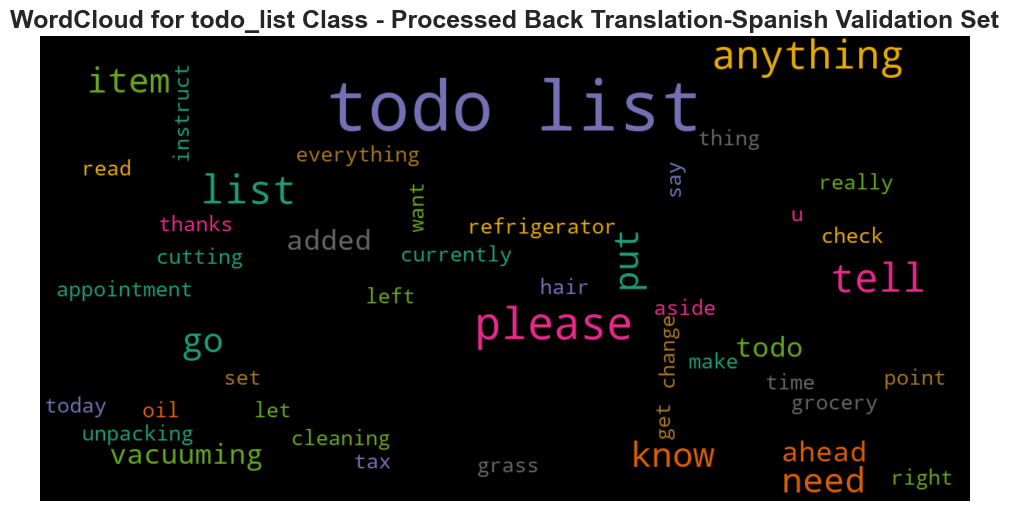 WordCloud for todo_list Class - Processed Back Translation-Spanish Validation Set
anything
item
instruct
todo list
thing
everything
read
say
list
want
really
thanks
u
added
refrigerator
check
put
cutting
currently
tell
appointment
left
hair
aside
please
go
change
make
todo
set
time
point
today
oil
let
get
grocery
unpacking
cleaning
vacuuming
tax
grass
know
ahead
need
right